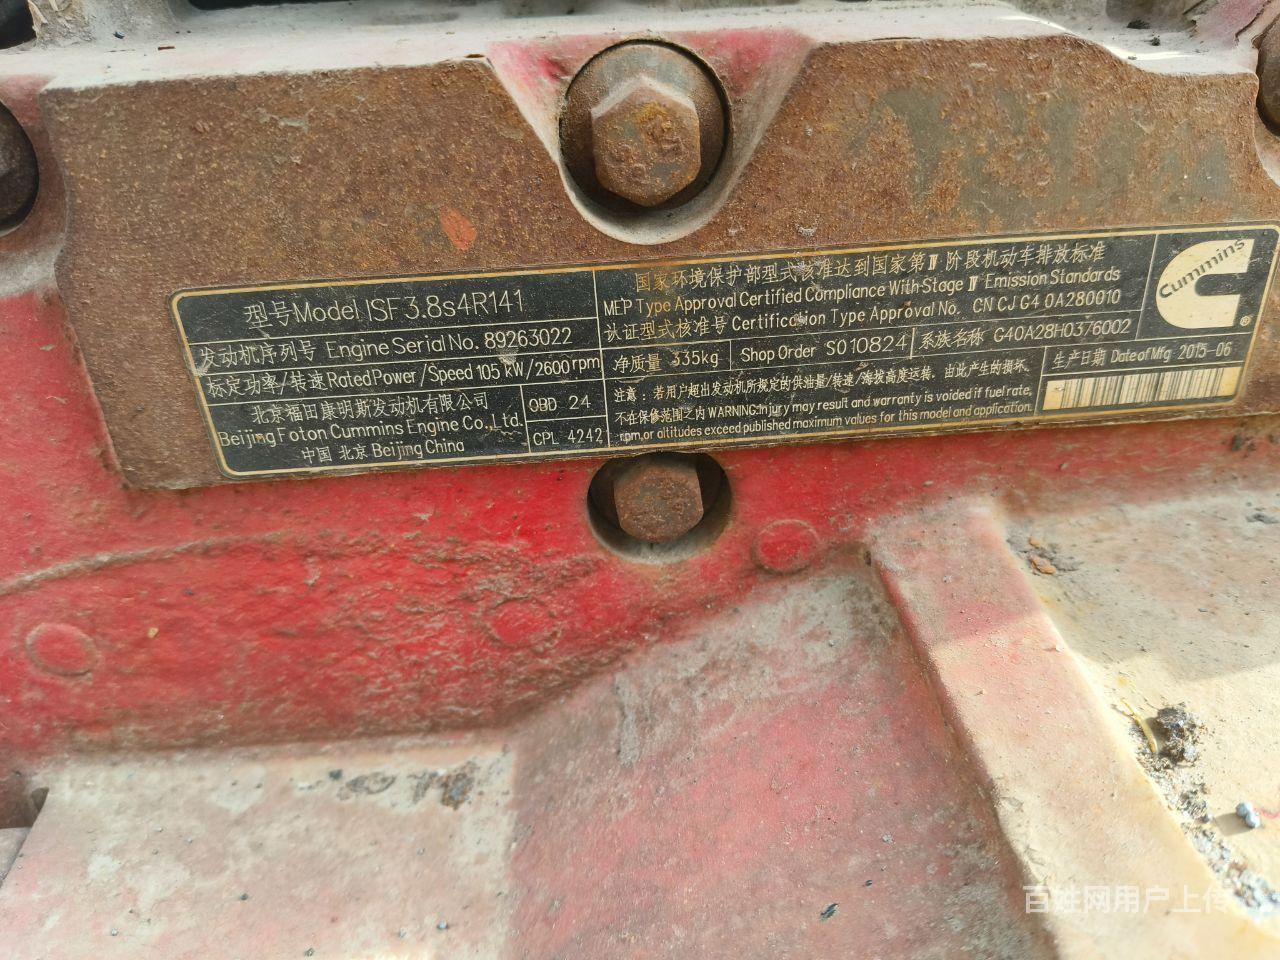 型号Model ISF3.8s4R141
发动机序列号 Engine Serial No. 89263022
标定功率/转速 Rated Power/Speed 105 kW/2600rpm
北京福田康明斯发动机有限公司
Beijing Foton Cummins Engine Co.,Ltd.
中国 北京 Beijing China
OBD 24
CPL 4242
国家环境保护部型式核准达到国家第Ⅳ阶段机动车排放标准
MEP Type Approval Certified Compliance With-Stage Ⅳ Emission Standards
认证型式核准号 Certification Type Approval No. CN CJ G4 0A280010
净质量 335kg
Shop Order SO10824
系族名称 G40A28H0376002
注意：若用户超出发动机所规定的供油量/转速/海拔高度运转，由此产生的损坏，
不在保修范围之内 WARNING:Injury may result and warranty is voided if fuel rate,
rpm,or altitudes exceed published maximum values for this model and application.
生产日期 Date of Mfg 2015-06
Cummins
®
百姓网用户上传